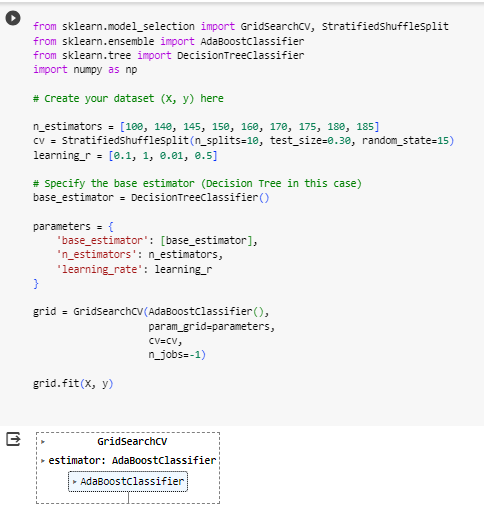 from sklearn.model_selection import GridSearchCV, StratifiedShuffleSplit
from sklearn.ensemble import AdaBoostClassifier
from sklearn.tree import DecisionTreeClassifier
import numpy as np

# Create your dataset (X, y) here

n_estimators = [100, 140, 145, 150, 160, 170, 175, 180, 185]
cv = StratifiedShuffleSplit(n_splits=10, test_size=0.30, random_state=15)
learning_r = [0.1, 1, 0.01, 0.5]

# Specify the base estimator (Decision Tree in this case)
base_estimator = DecisionTreeClassifier()

parameters = {
    'base_estimator': [base_estimator],
    'n_estimators': n_estimators,
    'learning_rate': learning_r
}

grid = GridSearchCV(AdaBoostClassifier(),
                    param_grid=parameters,
                    cv=cv,
                    n_jobs=-1)

grid.fit(X, y)

GridSearchCV
estimator: AdaBoostClassifier
AdaBoostClassifier